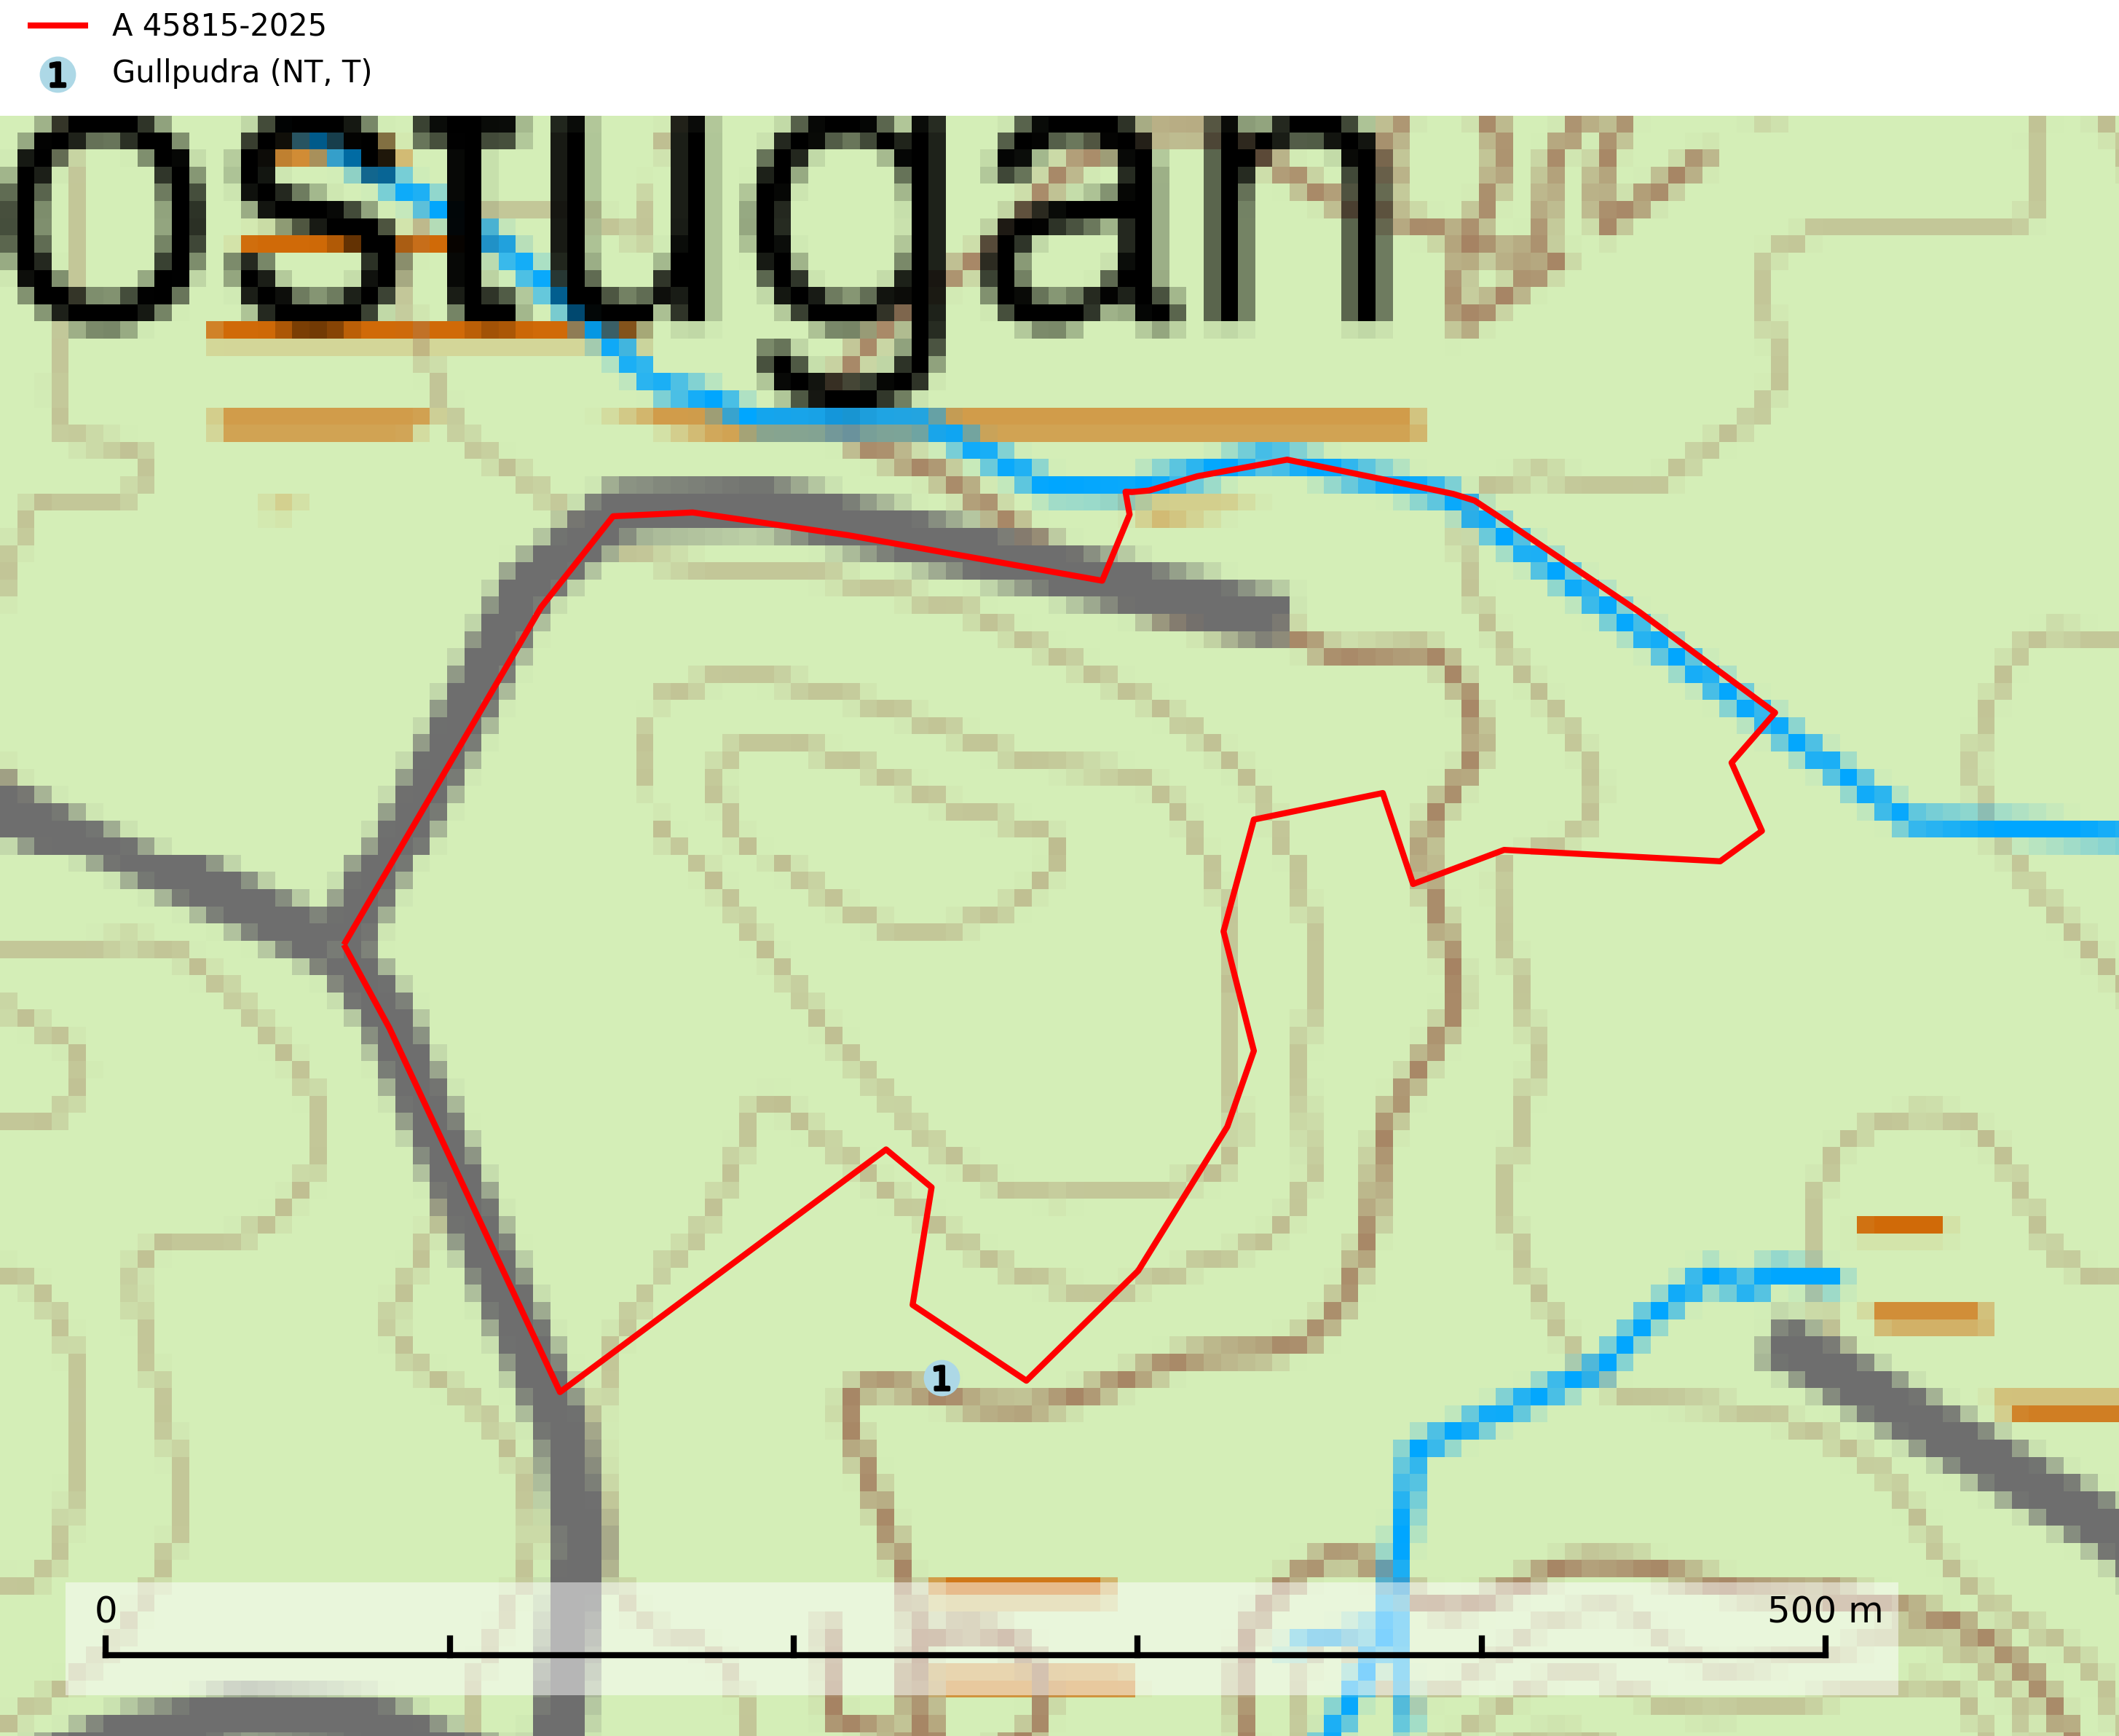 A 45815-2025
1 Gullpudra (NT, T)
ostugan
1
0 500 m